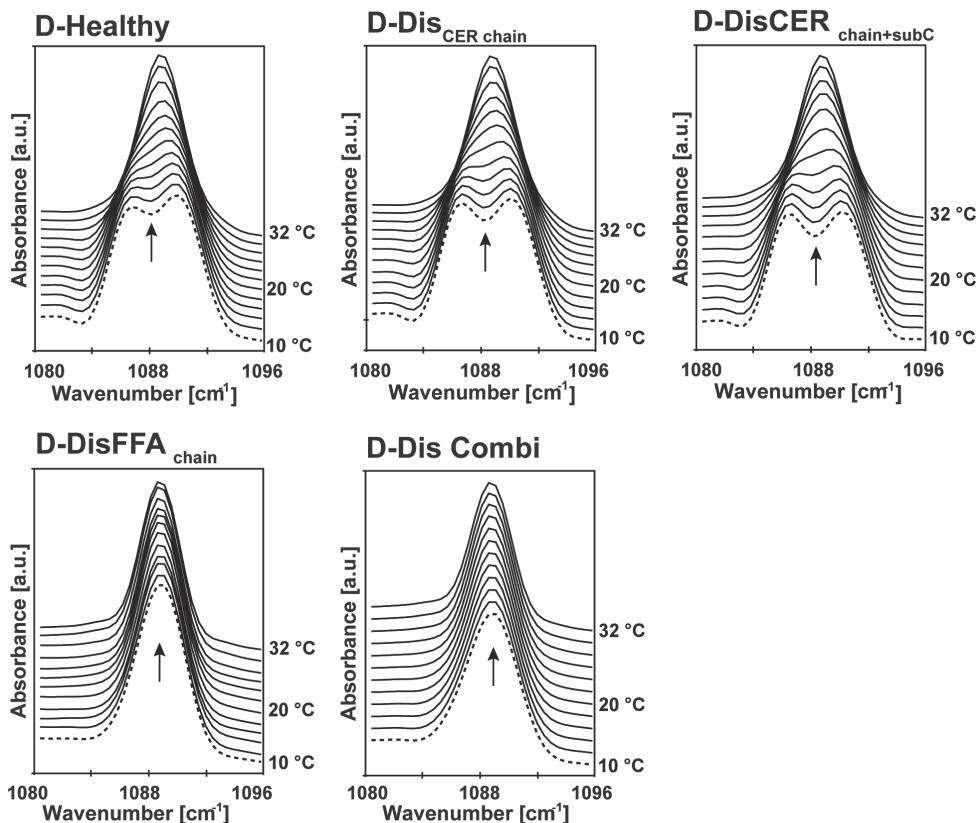 D-Healthy
Absorbance [a.u.]
32 °C
20 °C
10 °C
1080 1088 1096
Wavenumber [cm⁻¹]
D-Dis CER chain
Absorbance [a.u.]
32 °C
20 °C
10 °C
1080 1088 1096
Wavenumber [cm⁻¹]
D-DisCER chain+subC
Absorbance [a.u.]
32 °C
20 °C
10 °C
1080 1088 1096
Wavenumber [cm⁻¹]
D-DisFFA chain
Absorbance [a.u.]
32 °C
20 °C
10 °C
1080 1088 1096
Wavenumber [cm⁻¹]
D-Dis Combi
Absorbance [a.u.]
32 °C
20 °C
10 °C
1080 1088 1096
Wavenumber [cm⁻¹]